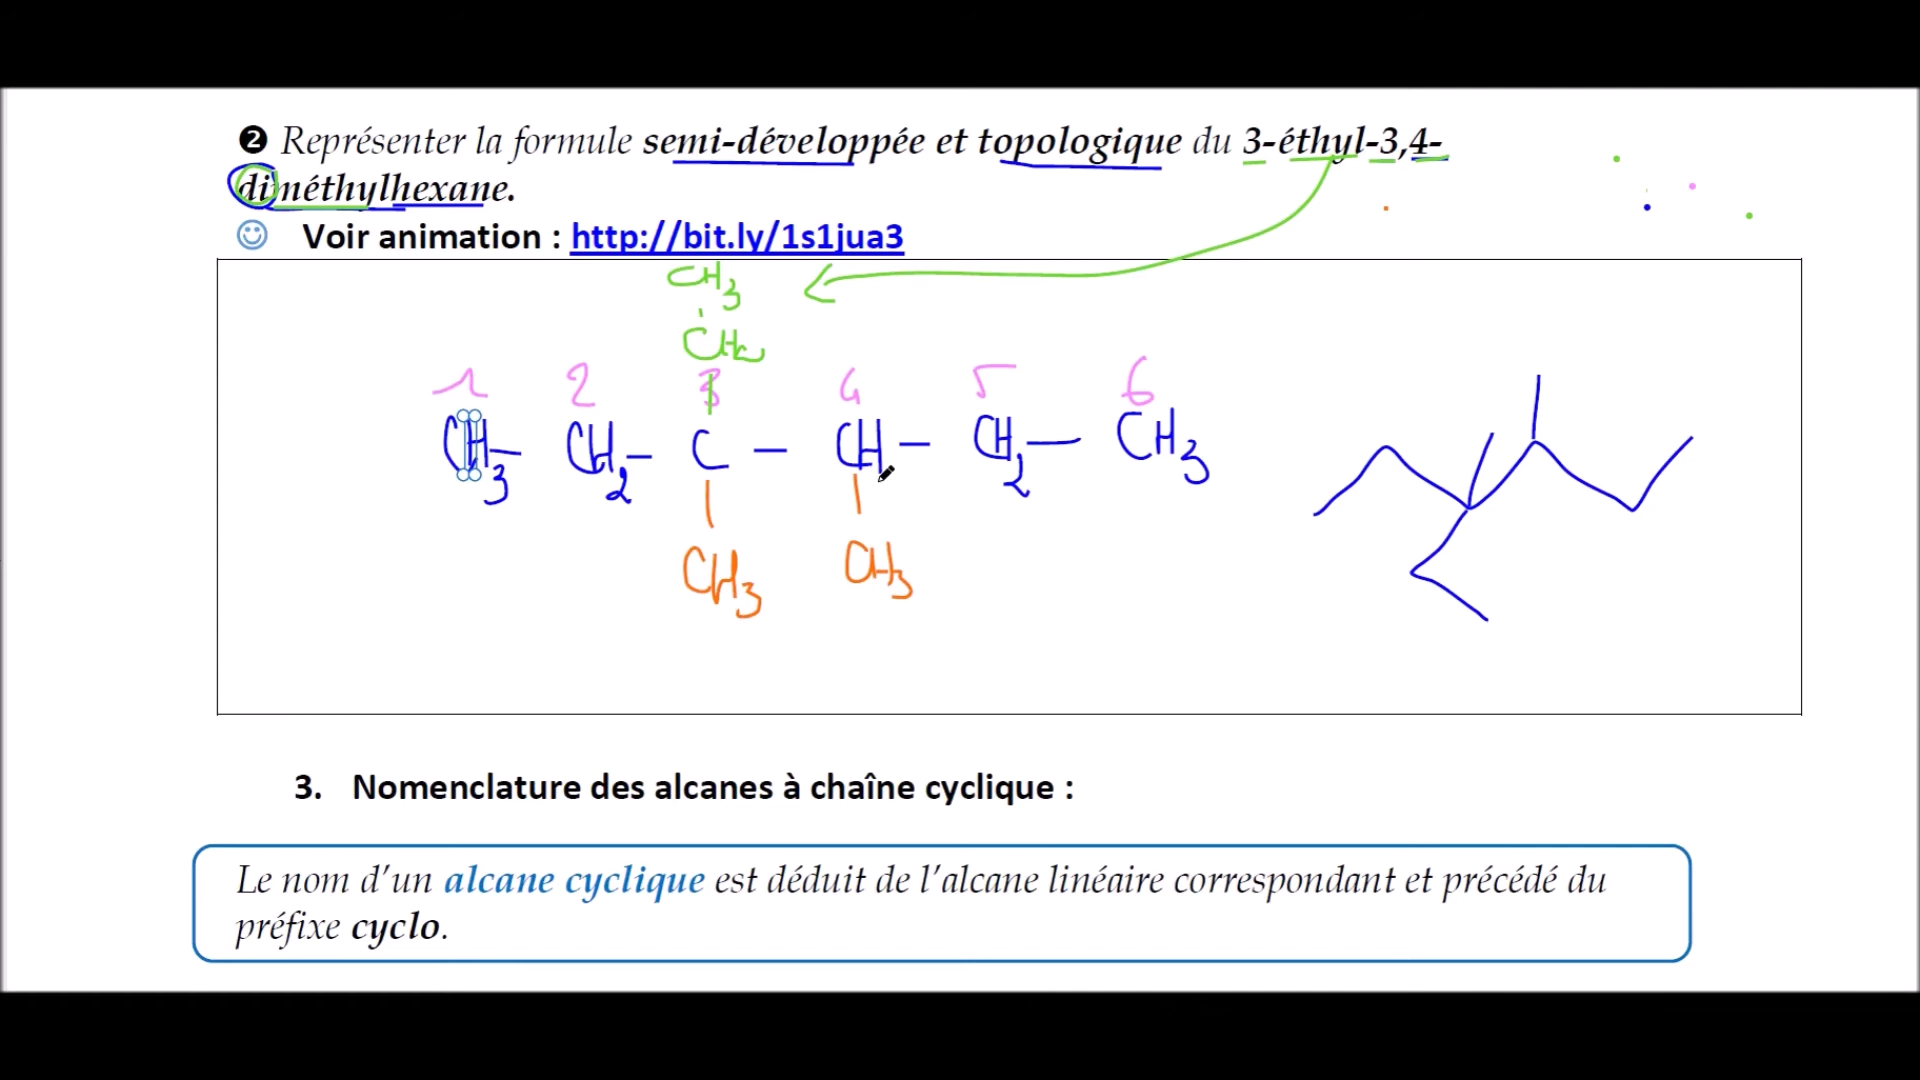 ❷ Représenter la formule semi-développée et topologique du 3-éthyl-3,4-
diméthylhexane.
☺ Voir animation : http://bit.ly/1s1jua3
CH3
CH2
1 2 3 4 5 6
CH3 – CH2 – C – CH – CH2 – CH3
CH3 CH3
3. Nomenclature des alcanes à chaîne cyclique :
Le nom d’un alcane cyclique est déduit de l’alcane linéaire correspondant et précédé du
préfixe cyclo.